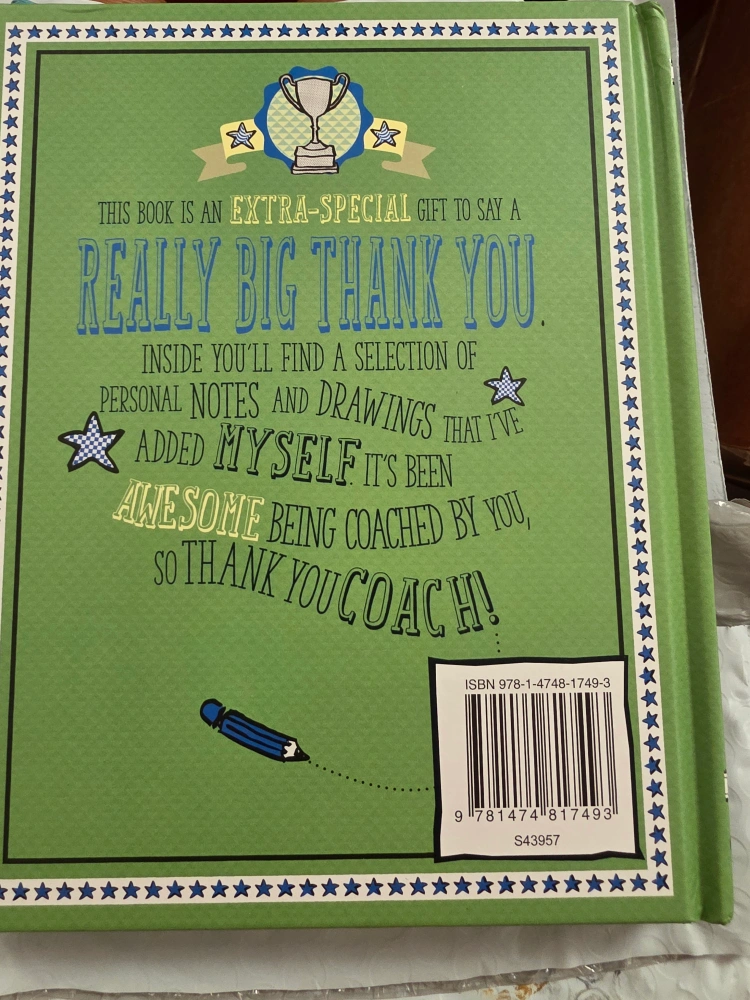 THIS BOOK IS AN EXTRA-SPECIAL GIFT TO SAY A
REALLY BIG THANK YOU.
INSIDE YOU'LL FIND A SELECTION OF
PERSONAL NOTES AND DRAWINGS THAT I'VE
ADDED MYSELF. IT'S BEEN
AWESOME BEING COACHED BY YOU,
SO THANK YOU COACH!
ISBN 978-1-4748-1749-3
9 781474 817493
S43957